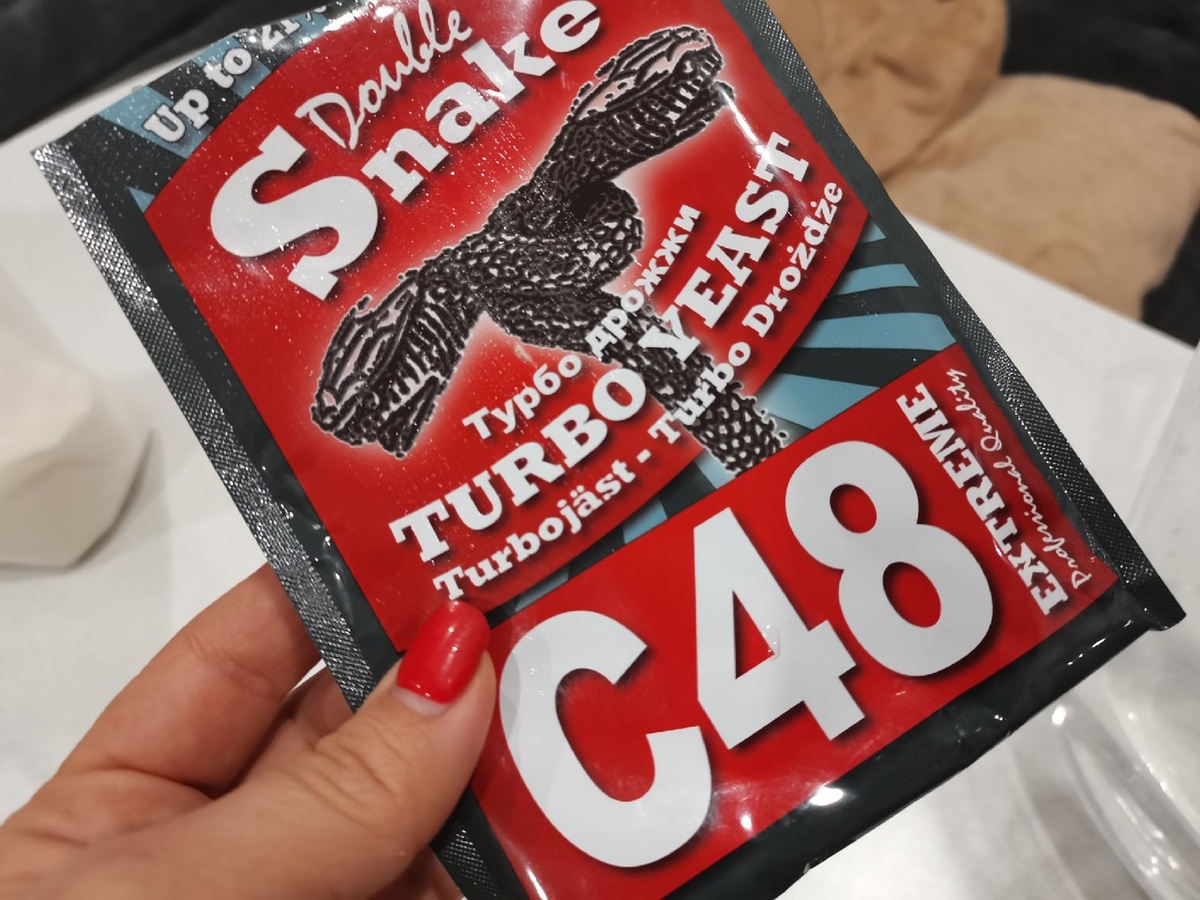 Up to 21%
Double
Snake
Турбо дрожжи
TURBO YEAST
Turbojäst - Turbo Drożdże
C48
EXTREME
Professional Quality